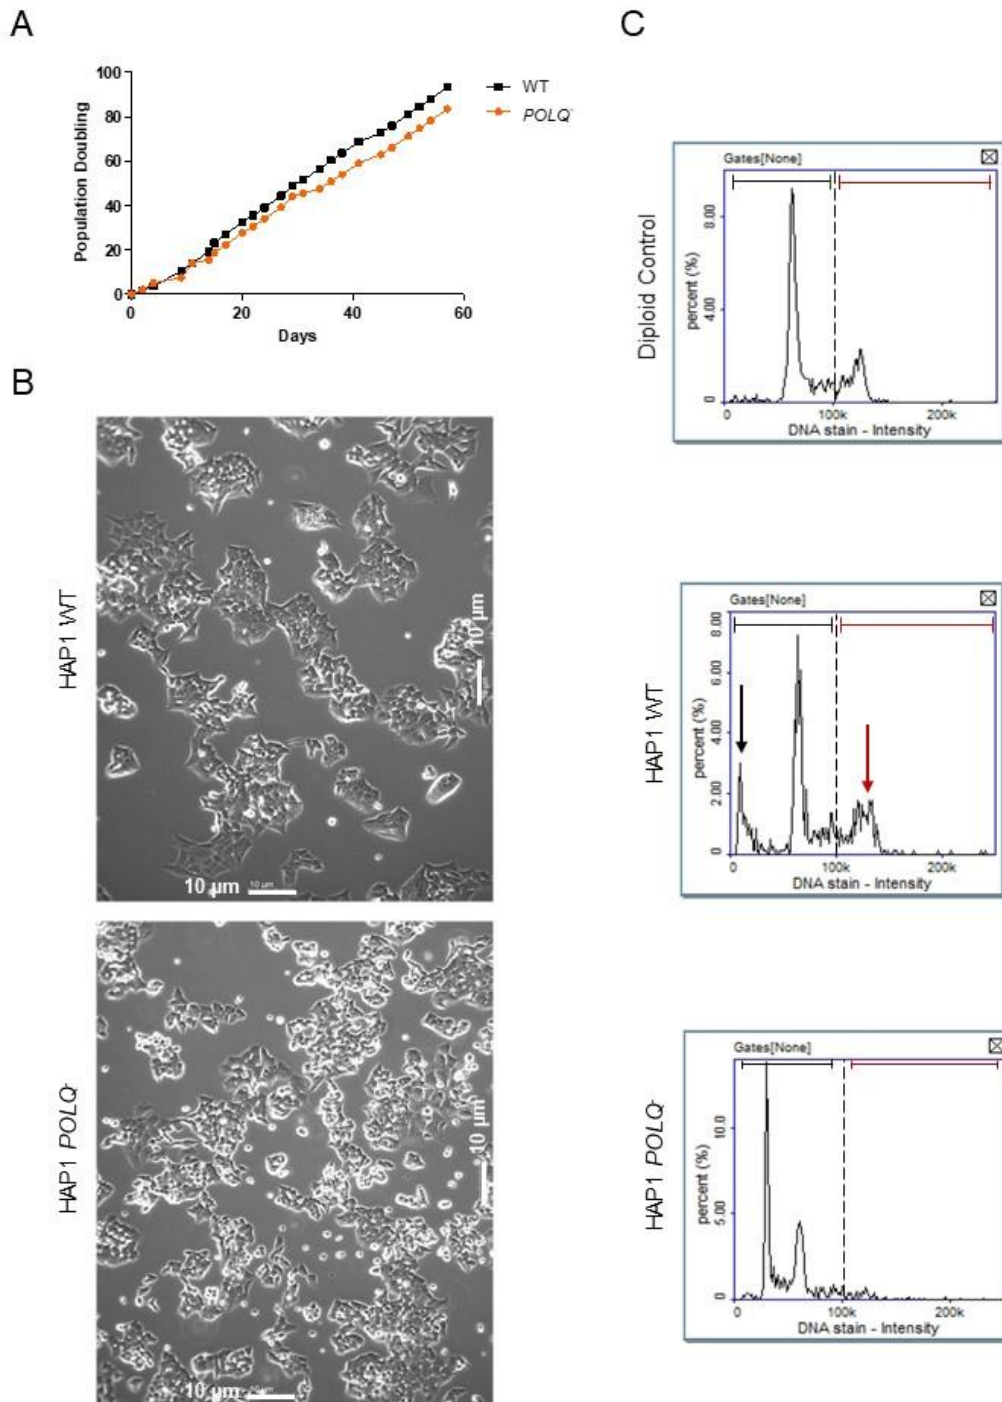 A
100
80
60
40
20
0
Population Doubling
0 20 40 60
Days
WT
POLQ-
B
HAP1 WT
10 µm
10 µm
HAP1 POLQ-
10 µm
10 µm
C
Diploid Control
Gates[None]
percent (%)
8.00
4.00
0
0 100k 200k
DNA stain - Intensity
HAP1 WT
Gates[None]
percent (%)
8.00
6.00
4.00
2.00
0
0 100k 200k
DNA stain - Intensity
HAP1 POLQ-
Gates[None]
percent (%)
10.0
5.00
0
0 100k 200k
DNA stain - Intensity